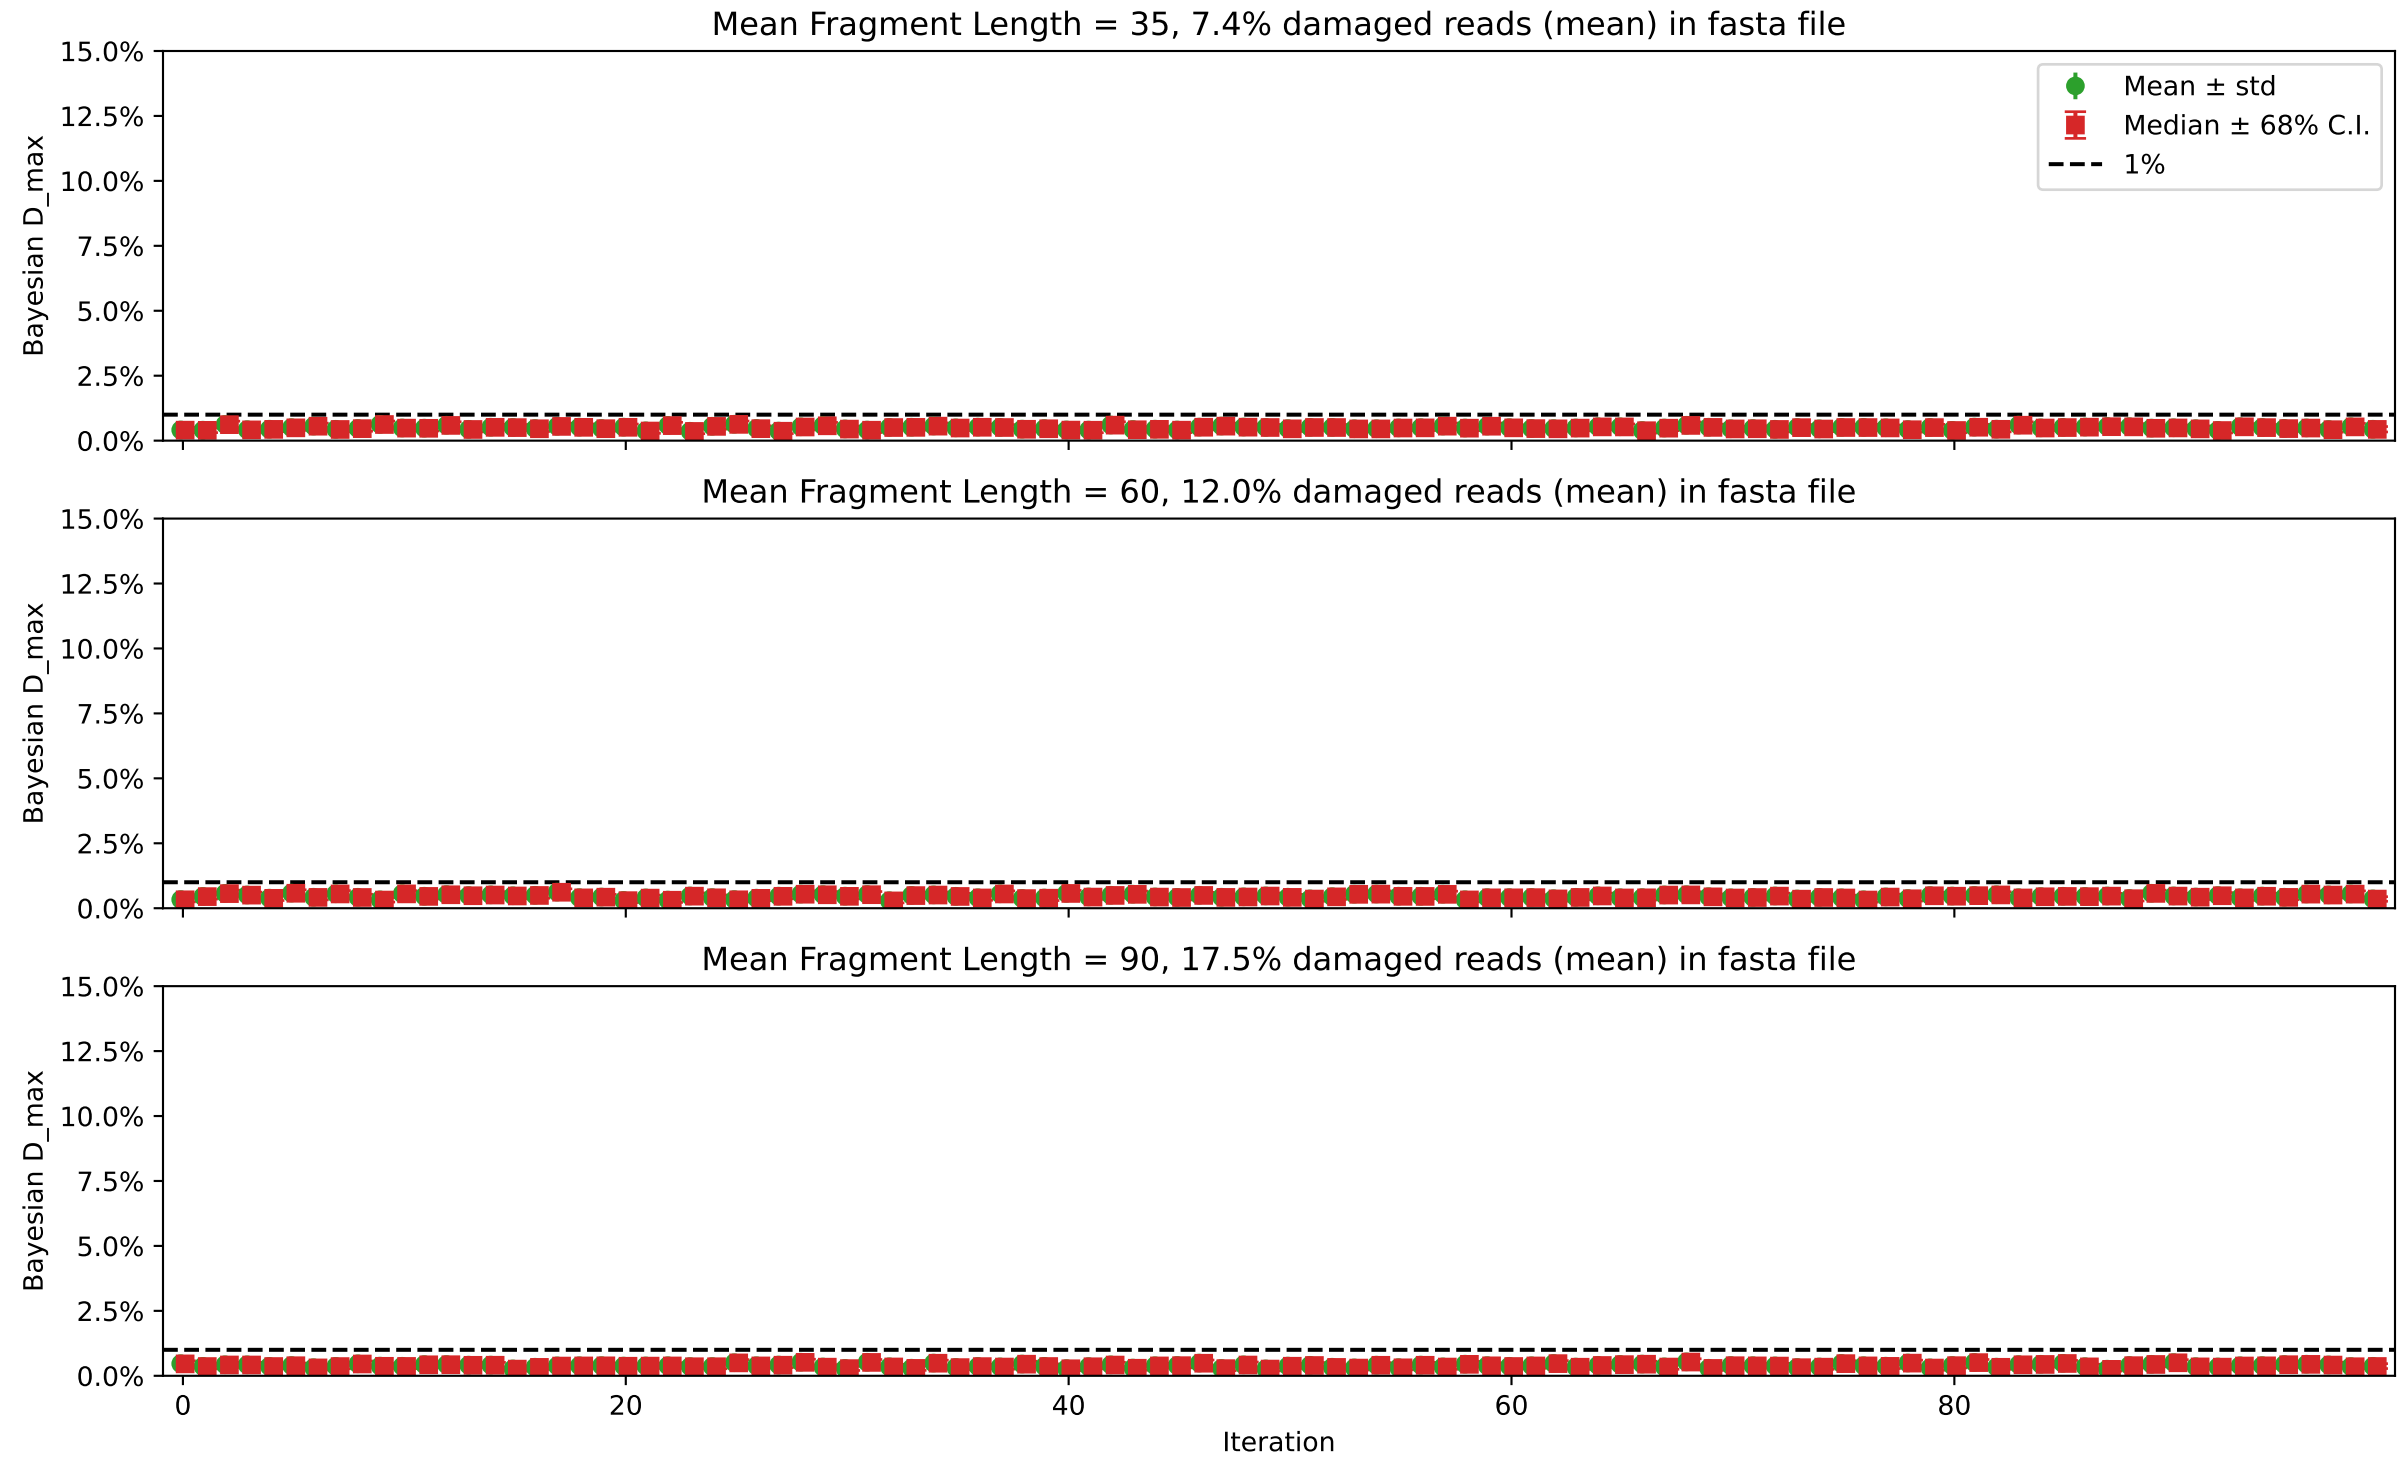 Mean Fragment Length = 35, 7.4% damaged reads (mean) in fasta file
15.0%
12.5%
10.0%
7.5%
5.0%
2.5%
0.0%
Bayesian D_max
Mean ± std
Median ± 68% C.I.
1%
Mean Fragment Length = 60, 12.0% damaged reads (mean) in fasta file
15.0%
12.5%
10.0%
7.5%
5.0%
2.5%
0.0%
Bayesian D_max
Mean Fragment Length = 90, 17.5% damaged reads (mean) in fasta file
15.0%
12.5%
10.0%
7.5%
5.0%
2.5%
0.0%
Bayesian D_max
0 20 40 60 80
Iteration